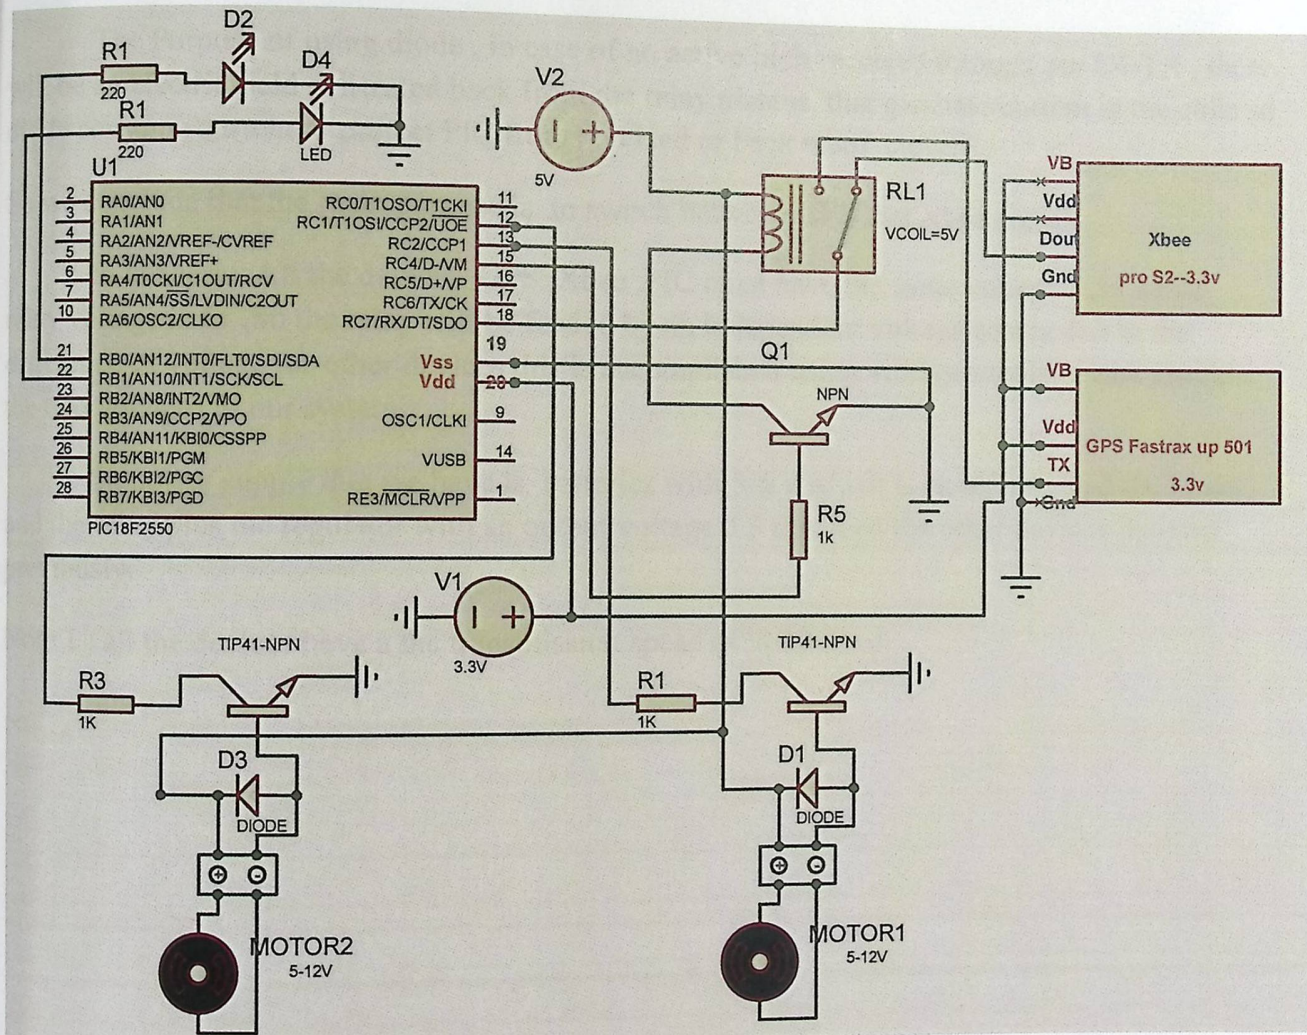 D2
R1
220
D4
R1
220
LED
V2
5V
U1
2 RA0/AN0
3 RA1/AN1
4 RA2/AN2/VREF-/CVREF
5 RA3/AN3/VREF+
6 RA4/T0CKI/C1OUT/RCV
7 RA5/AN4/SS/LVDIN/C2OUT
10 RA6/OSC2/CLKO
21 RB0/AN12/INT0/FLT0/SDI/SDA
22 RB1/AN10/INT1/SCK/SCL
23 RB2/AN8/INT2/VMO
24 RB3/AN9/CCP2/VPO
25 RB4/AN11/KBI0/CSSPP
26 RB5/KBI1/PGM
27 RB6/KBI2/PGC
28 RB7/KBI3/PGD
RC0/T1OSO/T1CKI 11
RC1/T1OSI/CCP2/UOE 12
RC2/CCP1 13
RC4/D-/VM 15
RC5/D+/VP 16
RC6/TX/CK 17
RC7/RX/DT/SDO 18
Vss 19
Vdd 20
OSC1/CLKI 9
VUSB 14
RE3/MCLR/VPP 1
PIC18F2550
RL1
VCOIL=5V
VB
Vdd
Dout
Gnd
Xbee
pro S2--3.3v
VB
Vdd
TX
Gnd
GPS Fastrax up 501
3.3v
Q1
NPN
R5
1k
V1
3.3V
TIP41-NPN
R3
1K
D3
DIODE
MOTOR2
5-12V
TIP41-NPN
R1
1K
D1
DIODE
MOTOR1
5-12V